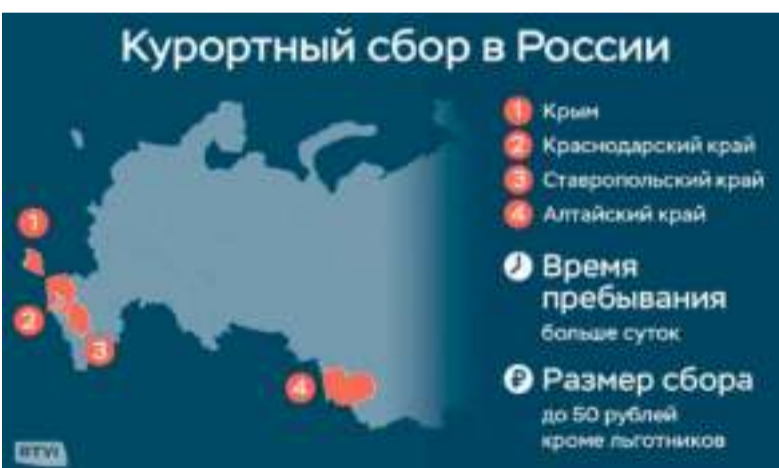 Курортный сбор в России
1 Крым
2 Краснодарский край
3 Ставропольский край
4 Алтайский край
1
2
3
4
Время
пребывания
больше суток
₽ Размер сбора
до 50 рублей
кроме льготников
RTVI